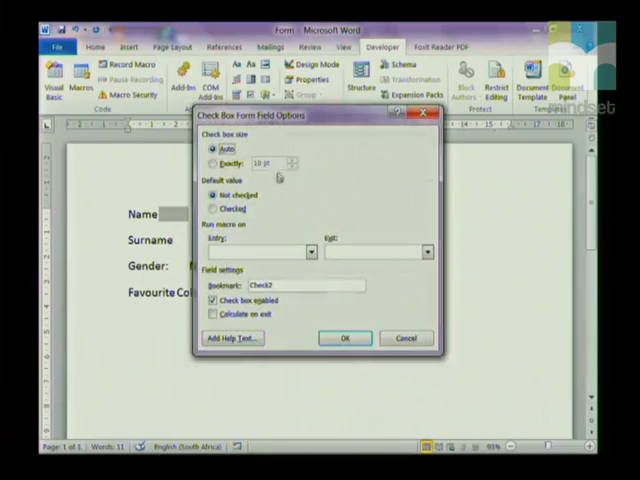 Form - Microsoft Word
File Home Insert Page Layout References Mailings Review View Developer Foxit Reader PDF
Visual Basic
Macros
Record Macro
Pause Recording
Macro Security
Code
Add-Ins
COM Add-Ins
Aa Aa
Design Mode
Properties
Group
Structure
Schema
Transformation
Expansion Packs
Block Authors
Restrict Editing
Protect
Document Template
Document Panel
mindset
Check Box Form Field Options
Check box size
Auto
Exactly: 10 pt
Default value
Not checked
Checked
Run macro on
Entry: Exit:
Field settings
Bookmark: Check2
Check box enabled
Calculate on exit
Add Help Text... OK Cancel
Name
Surname
Gender:
Favourite Col
Page: 1 of 1 Words: 11 English (South Africa) 93%